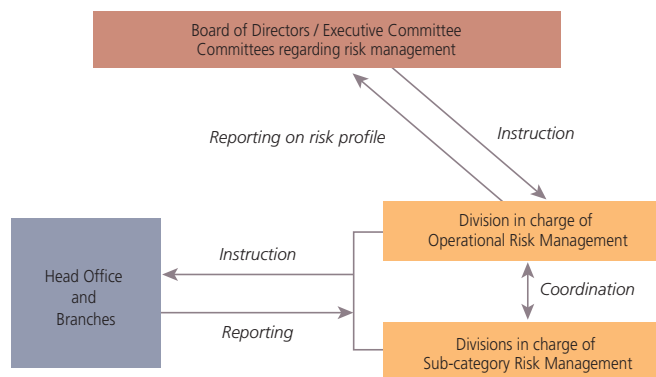 Board of Directors / Executive Committee
Committees regarding risk management
Reporting on risk profile
Instruction
Division in charge of
Operational Risk Management
Head Office
and
Branches
Instruction
Reporting
Coordination
Divisions in charge of
Sub-category Risk Management